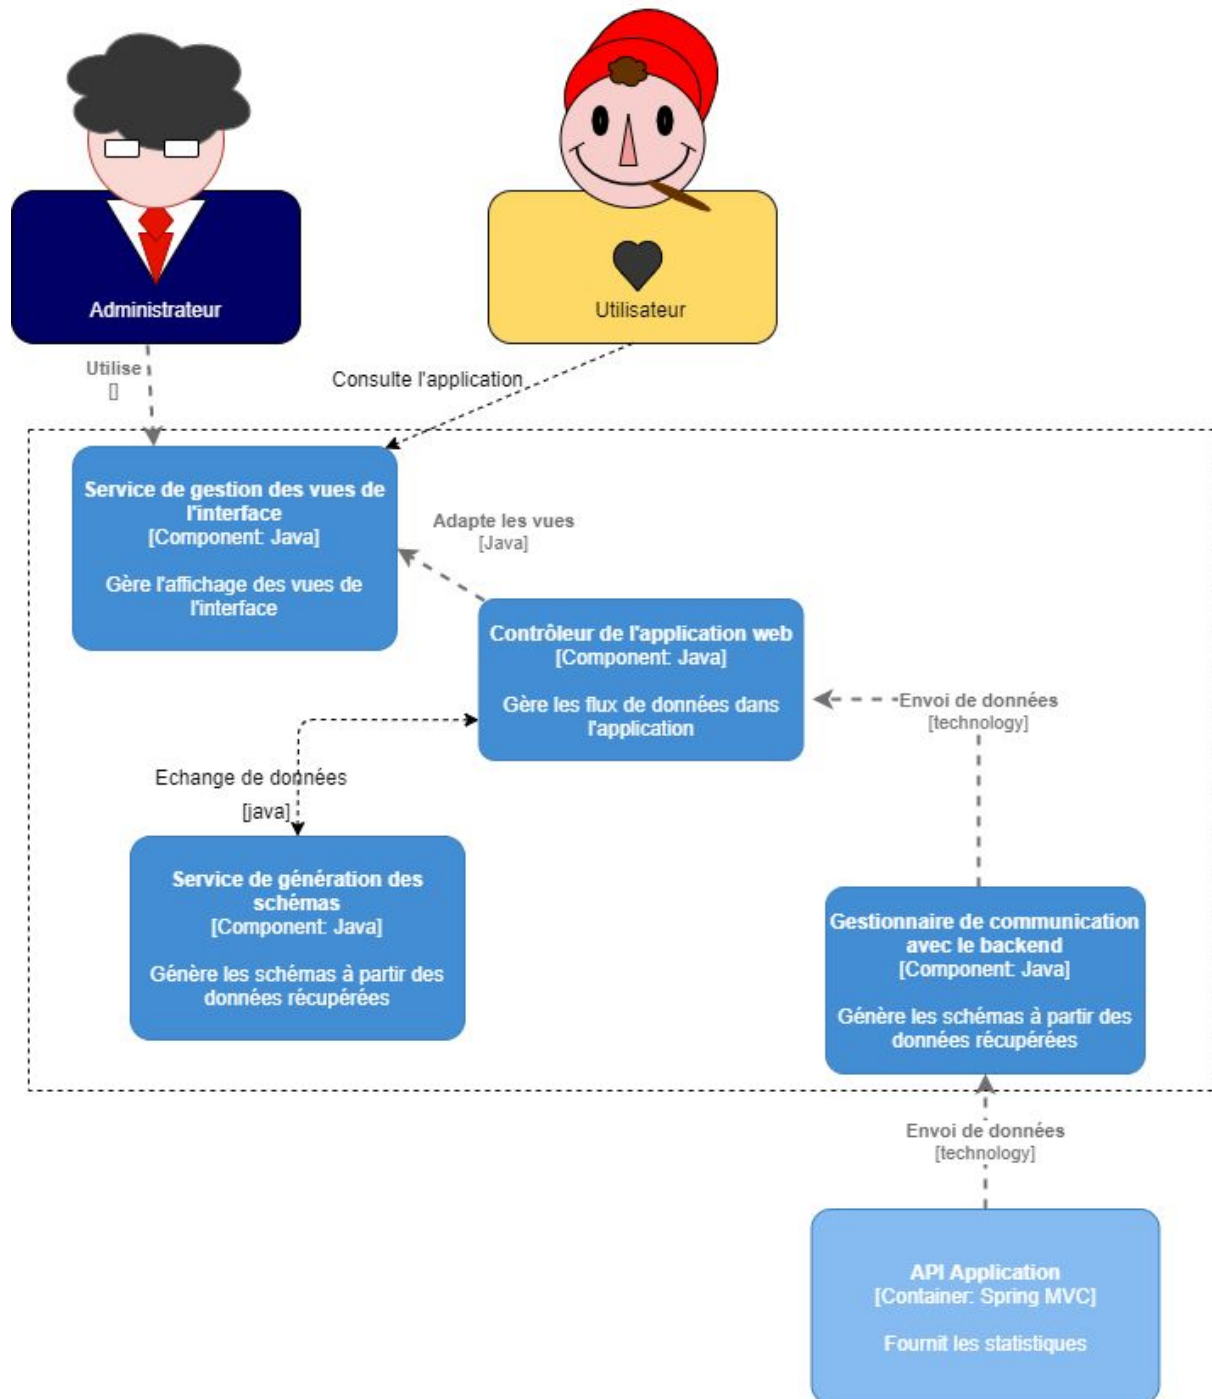 Administrateur
Utilisateur
Utilise
[]
Consulte l'application
Service de gestion des vues de
l'interface
[Component: Java]
Gère l'affichage des vues de
l'interface
Adapte les vues
[Java]
Contrôleur de l'application web
[Component: Java]
Gère les flux de données dans
l'application
Envoi de données
[technology]
Echange de données
[java]
Service de génération des
schémas
[Component: Java]
Génère les schémas à partir des
données récupérées
Gestionnaire de communication
avec le backend
[Component: Java]
Génère les schémas à partir des
données récupérées
Envoi de données
[technology]
API Application
[Container: Spring MVC]
Fournit les statistiques